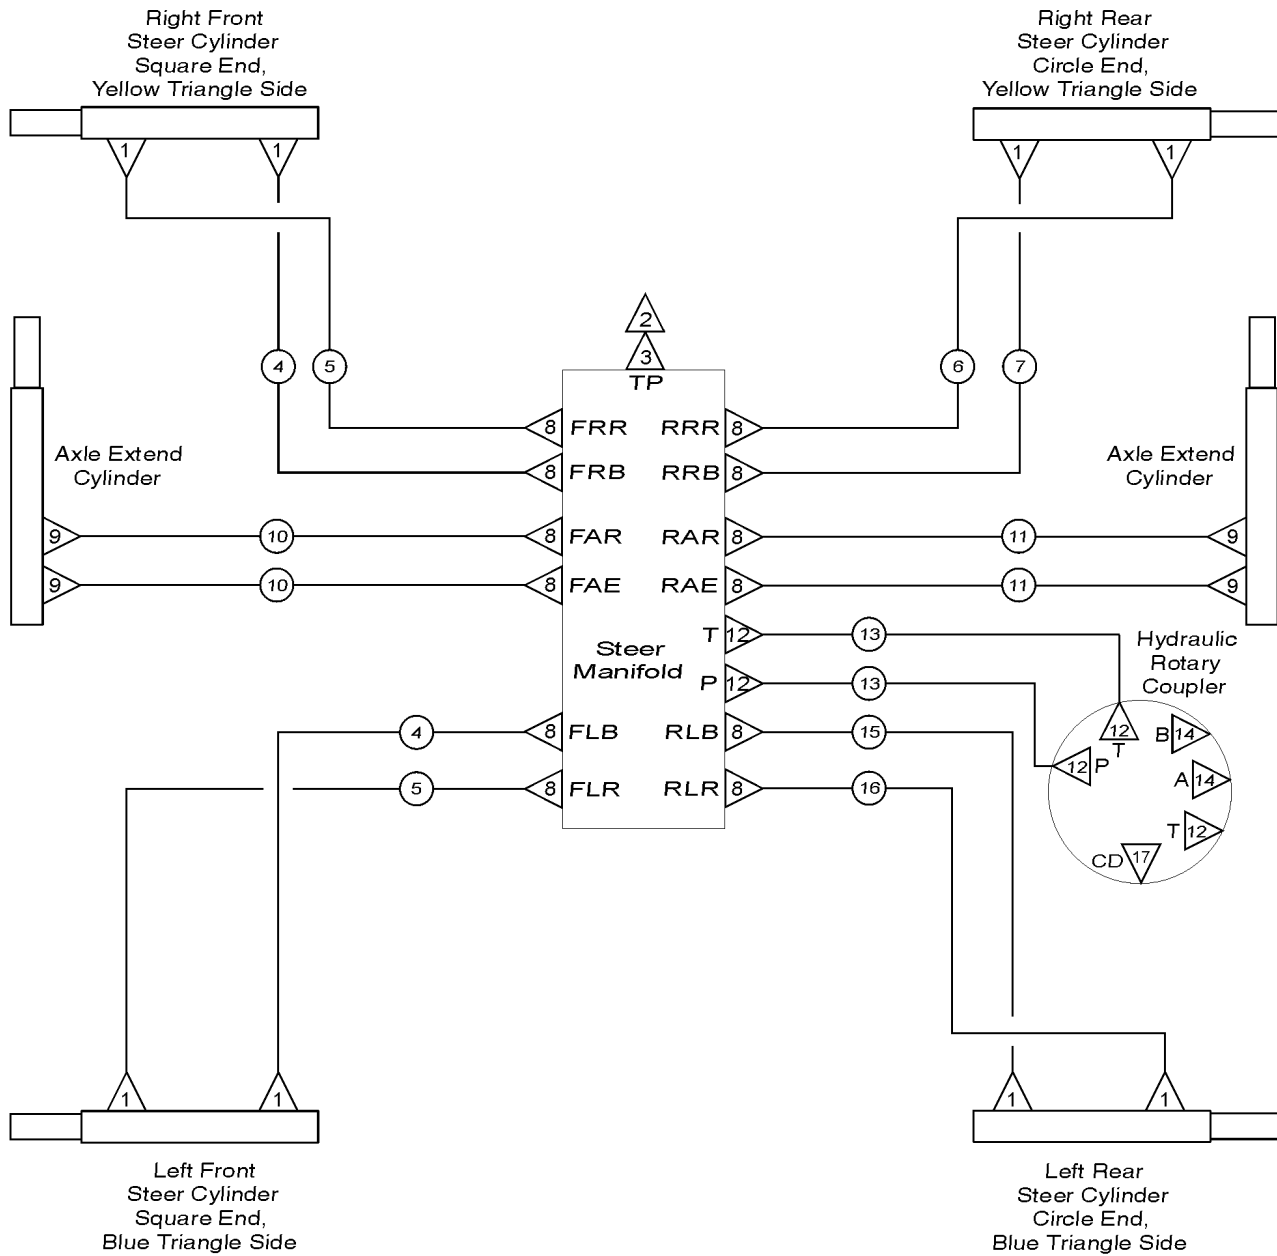 Right Front
Steer Cylinder
Square End,
Yellow Triangle Side
Right Rear
Steer Cylinder
Circle End,
Yellow Triangle Side
1
1
1
1
2
3
TP
4
5
6
7
8 FRR
RRR 8
8 FRB
RRB 8
Axle Extend
Cylinder
Axle Extend
Cylinder
9
10
8 FAR
RAR 8
11
9
9
10
8 FAE
RAE 8
11
9
T 12
13
Steer
Manifold
P 12
13
Hydraulic
Rotary
Coupler
12
T
B 14
12 P
A 14
T 12
CD 17
4
8 FLB
RLB 8
15
5
8 FLR
RLR 8
16
1
1
1
1
Left Front
Steer Cylinder
Square End,
Blue Triangle Side
Left Rear
Steer Cylinder
Circle End,
Blue Triangle Side